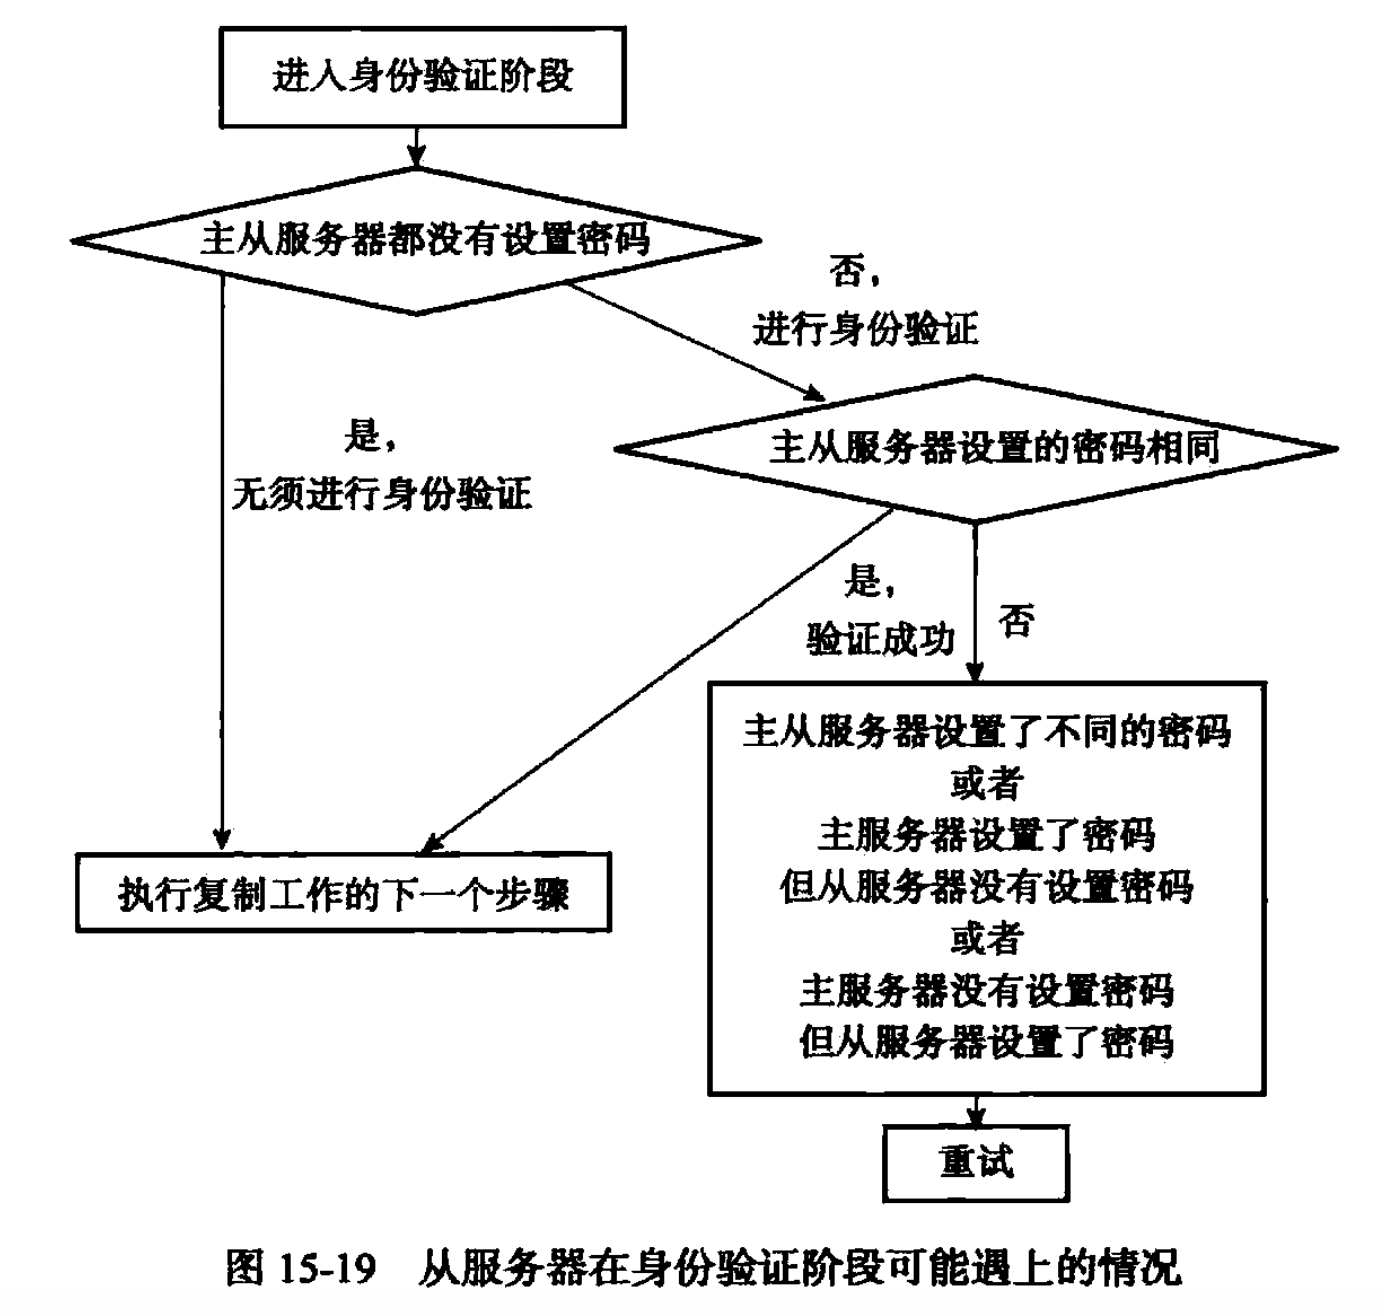 进入身份验证阶段
主从服务器都没有设置密码
否，
进行身份验证
是，
无须进行身份验证
主从服务器设置的密码相同
是，
验证成功
否
主从服务器设置了不同的密码
或者
主服务器设置了密码
但从服务器没有设置密码
或者
主服务器没有设置密码
但从服务器设置了密码
执行复制工作的下一个步骤
重试
图 15-19 从服务器在身份验证阶段可能遇上的情况